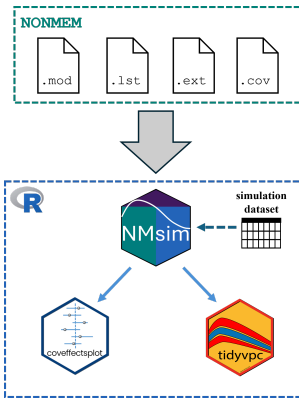 NONMEM
.mod .lst .ext .cov
R
simulation
dataset
NMsim
coveffectsplot
tidyvpc